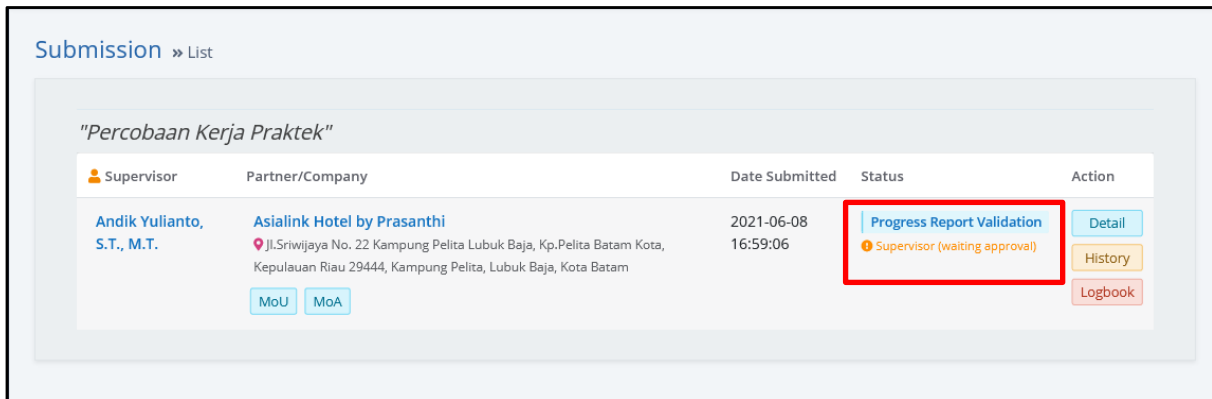 Submission » List
"Percobaan Kerja Praktek"
Supervisor Partner/Company Date Submitted Status Action
Andik Yulianto, S.T., M.T.
Asialink Hotel by Prasanthi
Jl.Sriwijaya No. 22 Kampung Pelita Lubuk Baja, Kp.Pelita Batam Kota,
Kepulauan Riau 29444, Kampung Pelita, Lubuk Baja, Kota Batam
MoU MoA
2021-06-08
16:59:06
Progress Report Validation
Supervisor (waiting approval)
Detail
History
Logbook